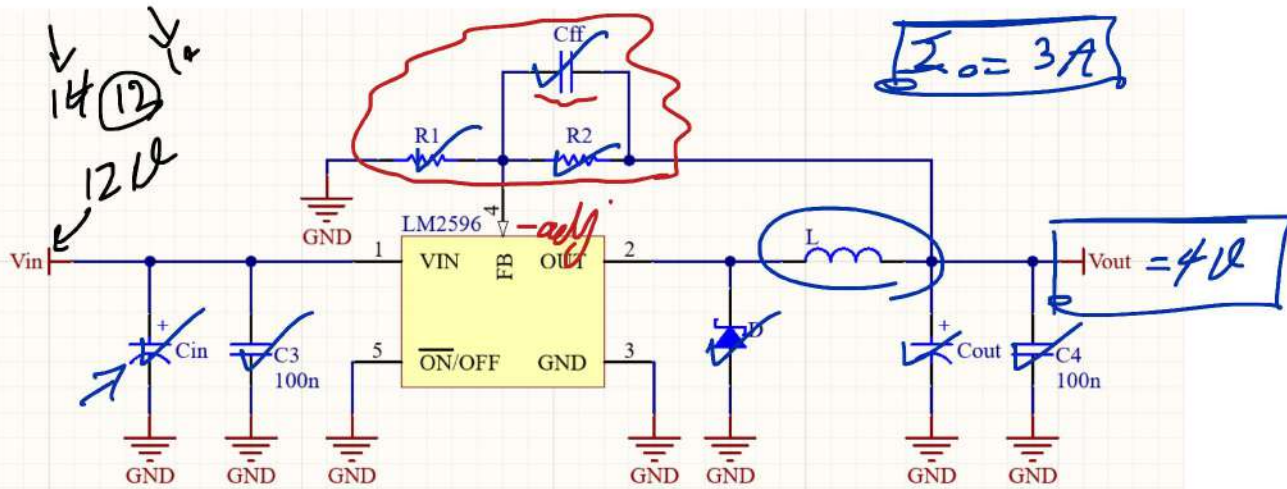 Cff
I₀ = 3A
14 12
R1 R2
12V
GND
4
LM2596 -adj
Vin 1 VIN FB OUT 2 L Vout = 4V
+ Cin C3 100n
5 ON/OFF GND 3
D
+ Cout C4 100n
GND GND GND GND GND GND GND